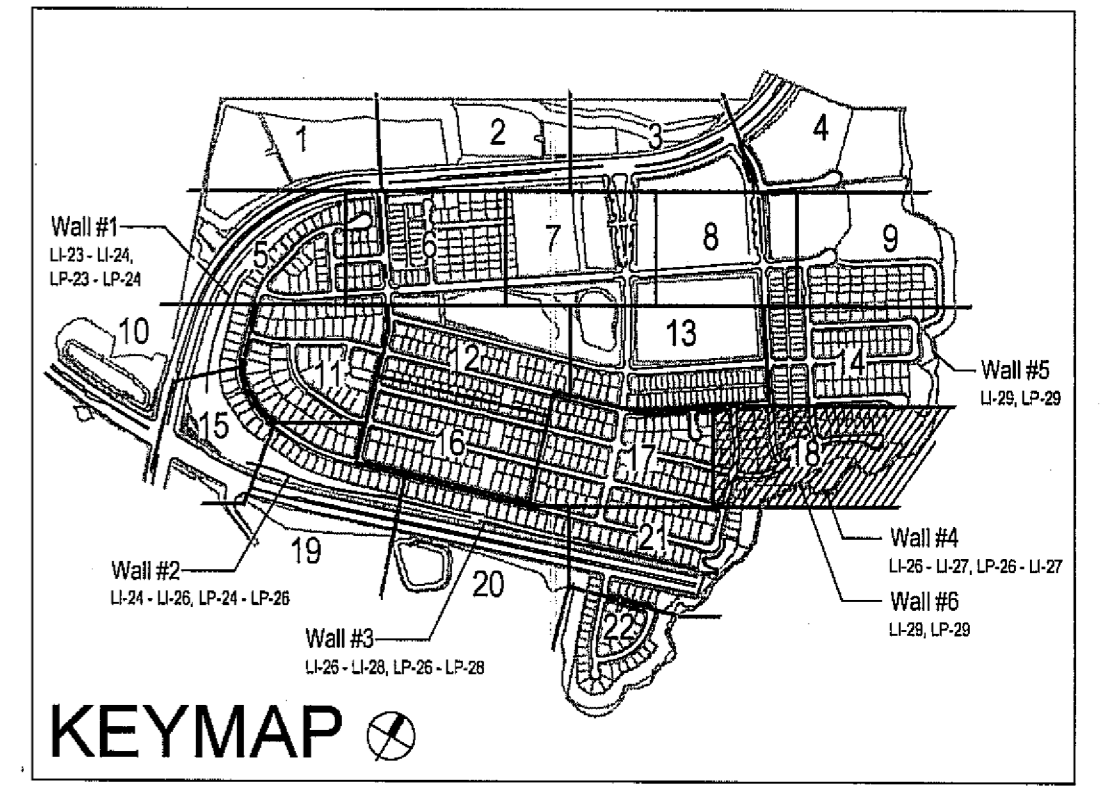 1
2
3
4
Wall #1
LI-23 - LI-24,
LP-23 - LP-24
5
6
7
8
9
10
11
12
13
14
Wall #5
LI-29, LP-29
15
16
17
18
Wall #4
LI-26 - LI-27, LP-26 - LI-27
Wall #6
LI-29, LP-29
19
20
21
22
Wall #2
LI-24 - LI-26, LP-24 - LP-26
Wall #3
LI-26 - LI-28, LP-26 - LP-28
KEYMAP